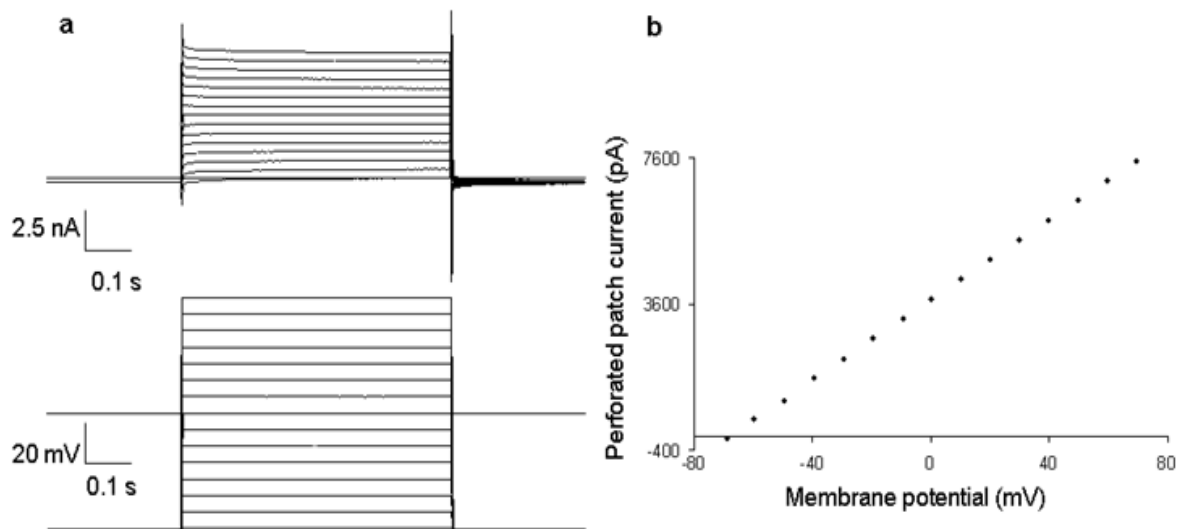 a
2.5 nA
0.1 s
20 mV
0.1 s
b
Perforated patch current (pA)
7600
3600
-400
-80
-40
0
40
80
Membrane potential (mV)